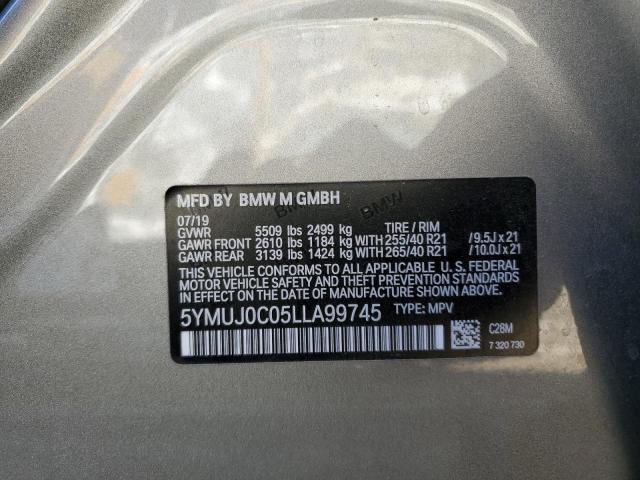 MFD BY BMW M GMBH
07/19
GVWR 5509 lbs 2499 kg TIRE / RIM
GAWR FRONT 2610 lbs 1184 kg WITH 255/40 R21 /9.5J x 21
GAWR REAR 3139 lbs 1424 kg WITH 265/40 R21 /10.0J x 21
THIS VEHICLE CONFORMS TO ALL APPLICABLE U. S. FEDERAL
MOTOR VEHICLE SAFETY, BUMPER, AND THEFT PREVENTION
STANDARDS IN EFFECT ON THE DATE OF MANUFACTURE SHOWN ABOVE.
5YMUJ0C05LLA99745 TYPE: MPV
C28M
7 320 730
BMW
BMW